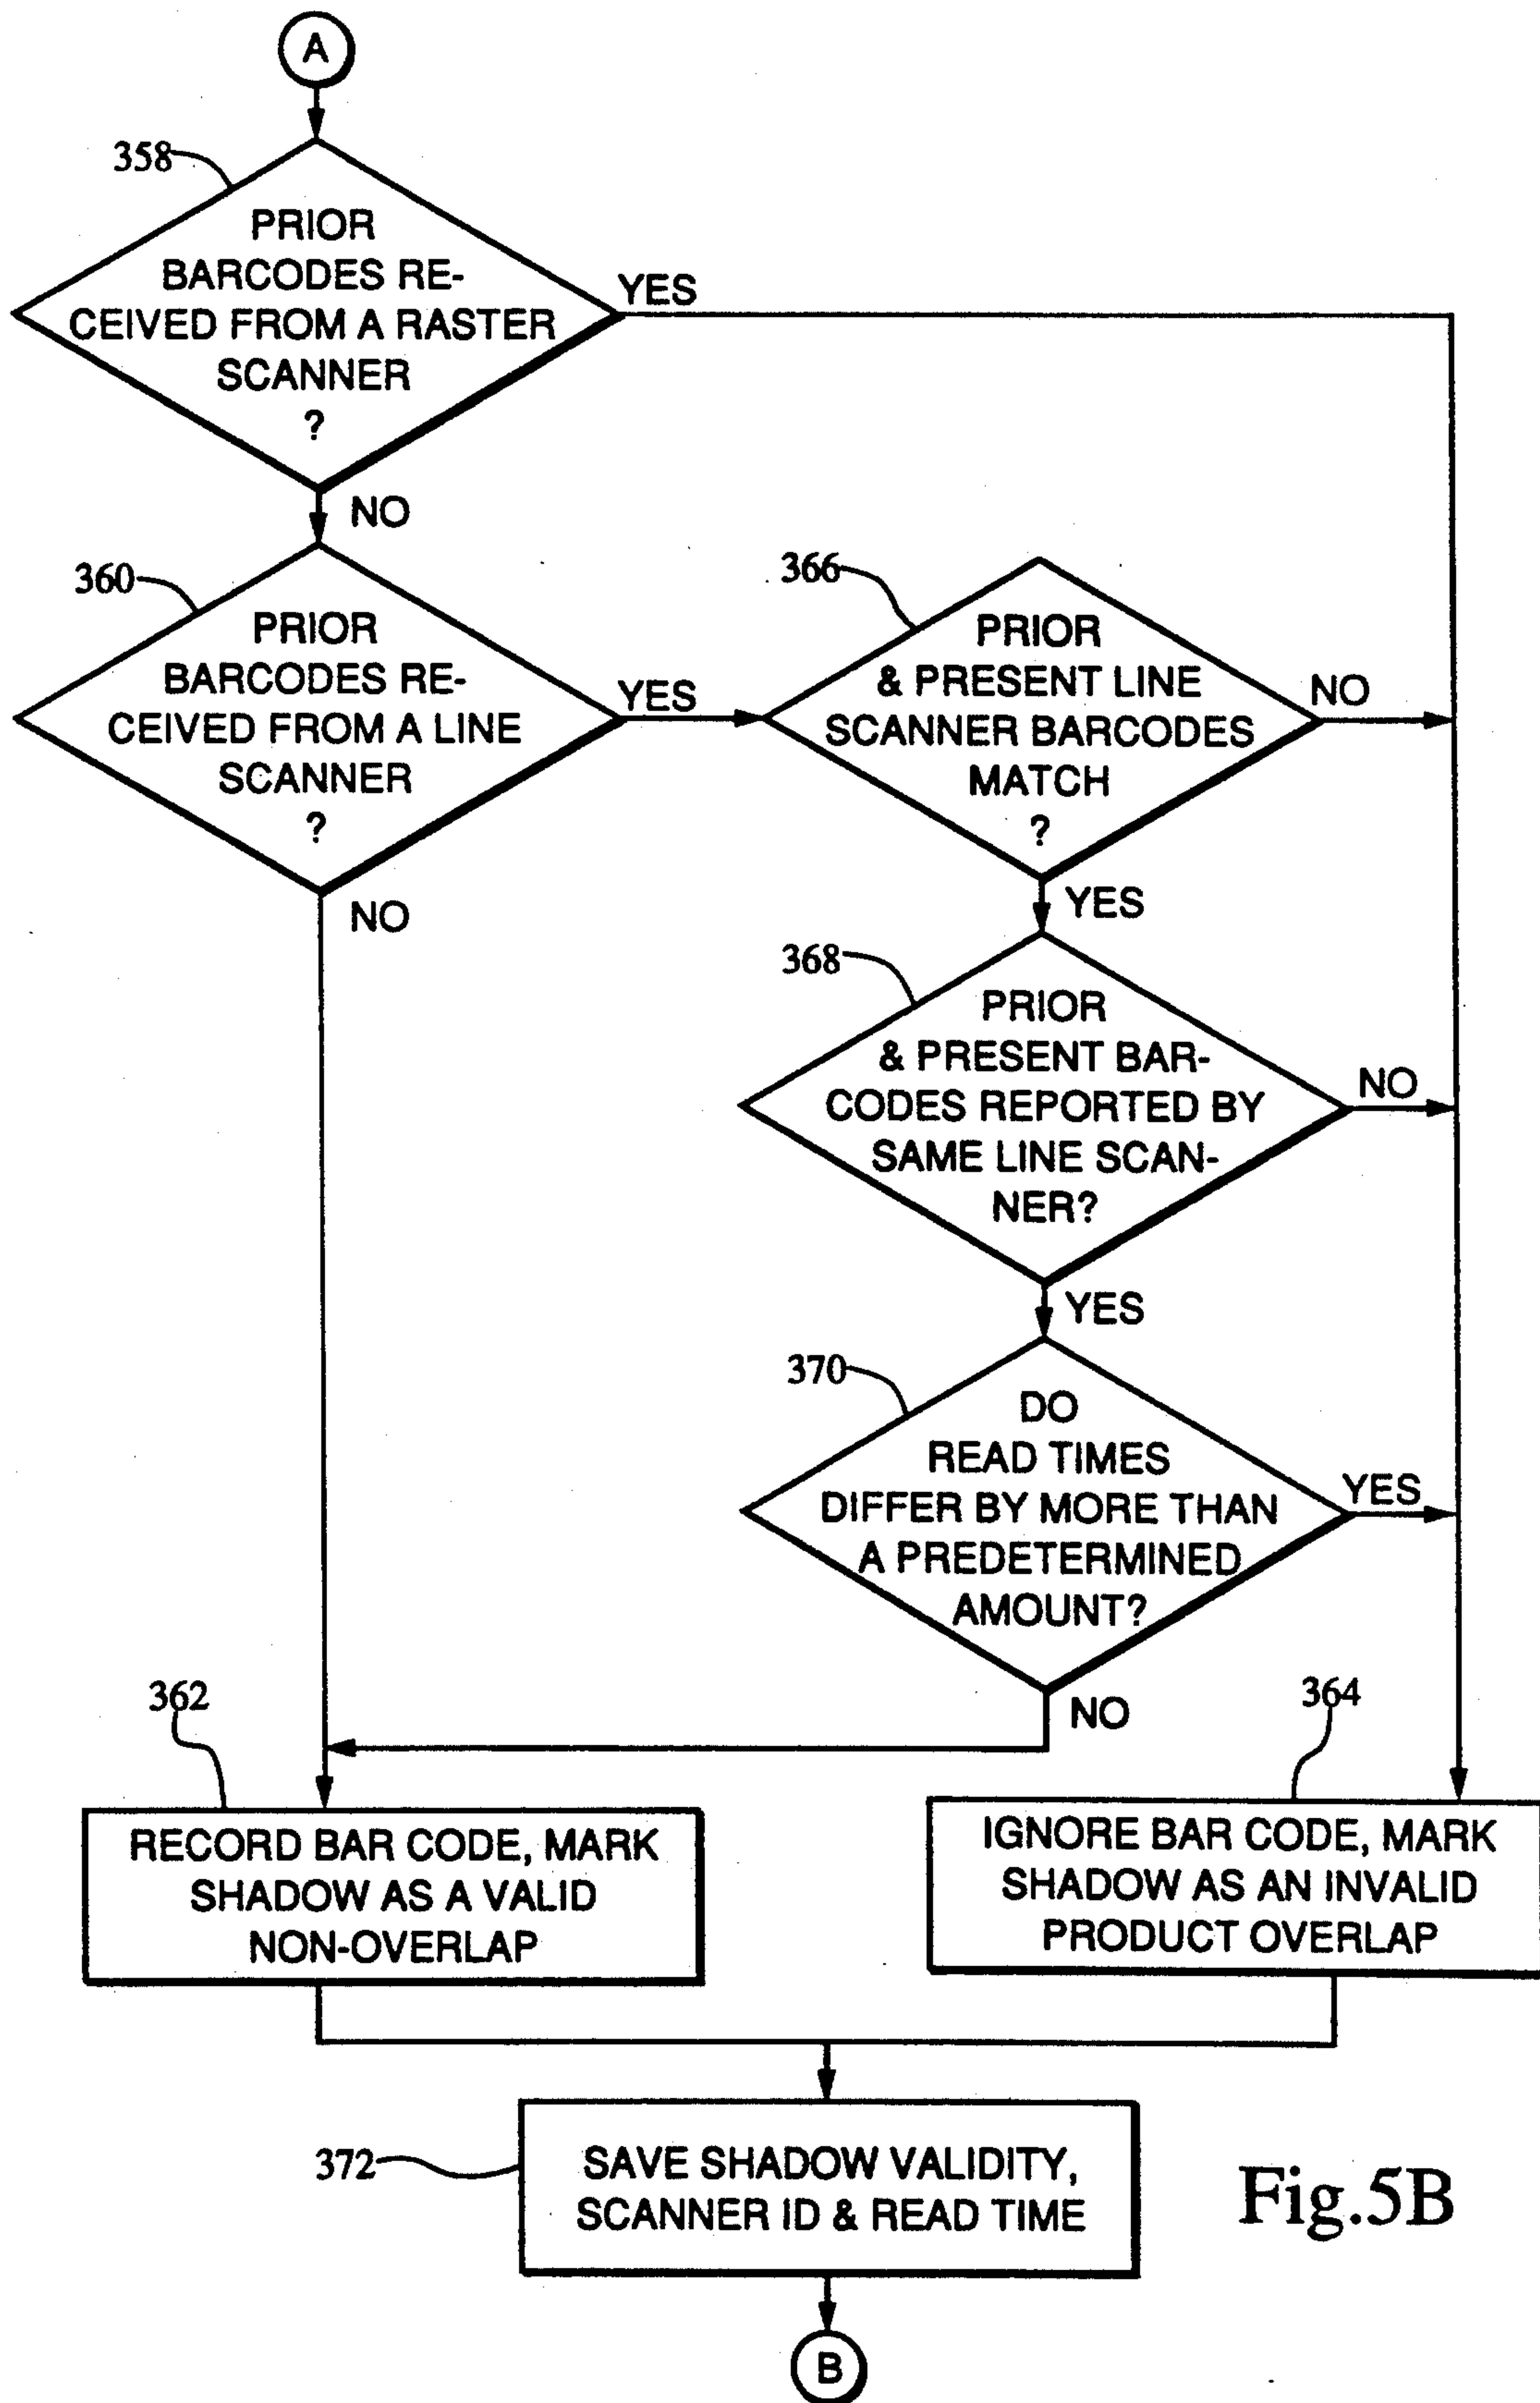 A
358
PRIOR
BARCODES RE-
CEIVED FROM A RASTER
SCANNER
?
YES
NO
360
PRIOR
BARCODES RE-
CEIVED FROM A LINE
SCANNER
?
YES
NO
366
PRIOR
& PRESENT LINE
SCANNER BARCODES
MATCH
?
NO
YES
368
PRIOR
& PRESENT BAR-
CODES REPORTED BY
SAME LINE SCAN-
NER?
NO
YES
370
DO
READ TIMES
DIFFER BY MORE THAN
A PREDETERMINED
AMOUNT?
YES
NO
362
RECORD BAR CODE, MARK
SHADOW AS A VALID
NON-OVERLAP
364
IGNORE BAR CODE, MARK
SHADOW AS AN INVALID
PRODUCT OVERLAP
372
SAVE SHADOW VALIDITY,
SCANNER ID & READ TIME
Fig.5B
B